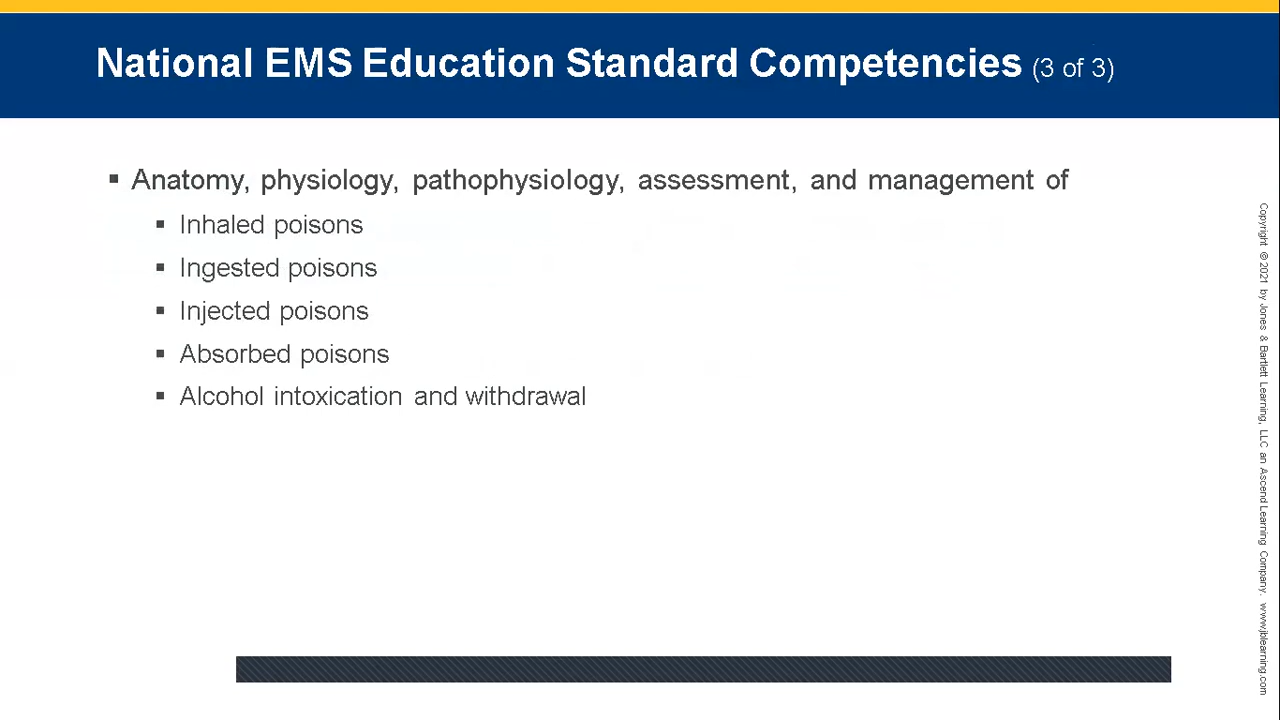 National EMS Education Standard Competencies (3 of 3)
▪ Anatomy, physiology, pathophysiology, assessment, and management of
▪ Inhaled poisons
▪ Ingested poisons
▪ Injected poisons
▪ Absorbed poisons
▪ Alcohol intoxication and withdrawal
Copyright © 2021 by Jones & Bartlett Learning, LLC an Ascend Learning Company. www.jblearning.com